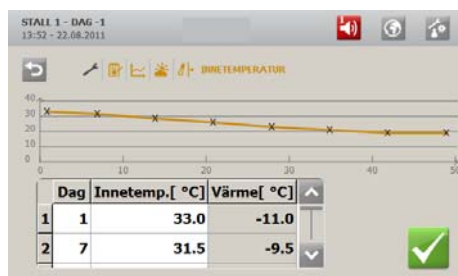 STALL 1 - DAG -1
13:52 - 22.08.2011
INNETEMPERATUR
40
30
20
10
0
0 10 20 30 40 50
Dag Innetemp.[ °C] Värme[ °C]
1 1 33.0 -11.0
2 7 31.5 -9.5